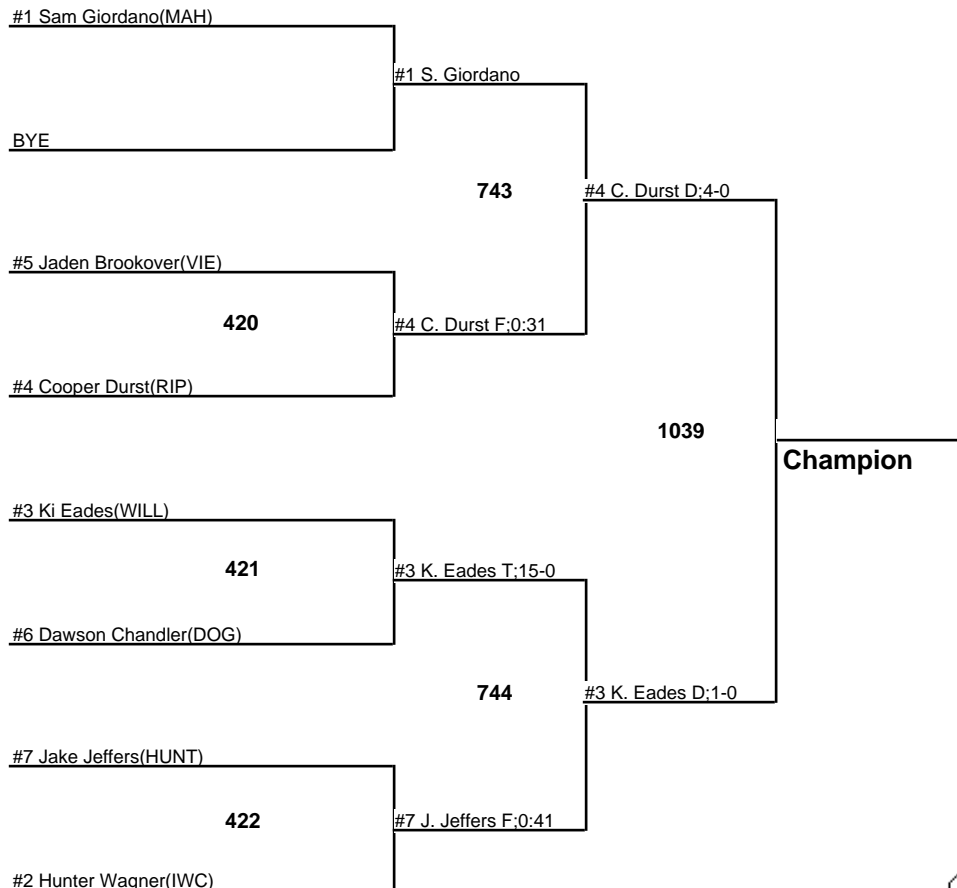 #1 Sam Giordano(MAH)
#1 S. Giordano
BYE
743
#4 C. Durst D;4-0
#5 Jaden Brookover(VIE)
420
#4 C. Durst F;0:31
#4 Cooper Durst(RIP)
1039
Champion
#3 Ki Eades(WILL)
421
#3 K. Eades T;15-0
#6 Dawson Chandler(DOG)
744
#3 K. Eades D;1-0
#7 Jake Jeffers(HUNT)
422
#7 J. Jeffers F;0:41
#2 Hunter Wagner(IWC)